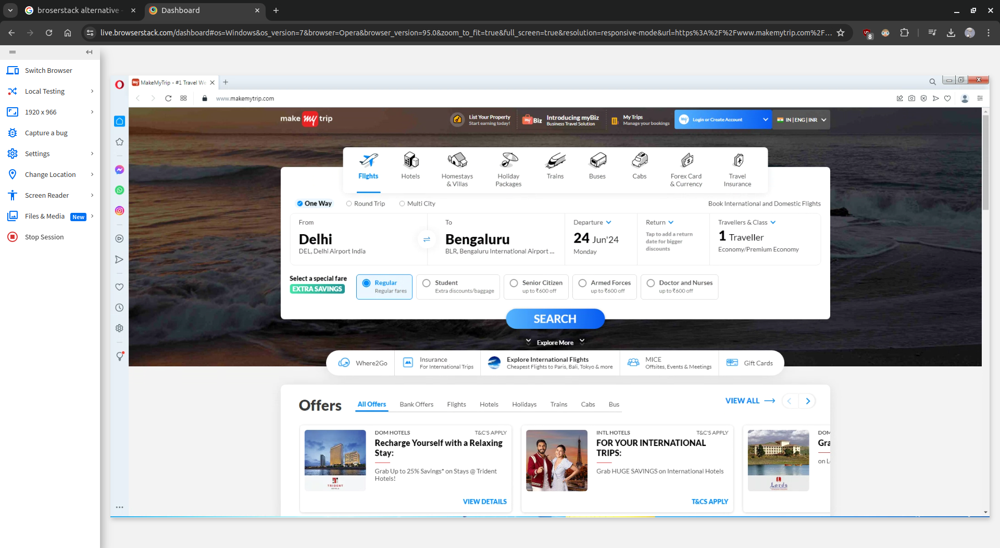 broserstack alternative
Dashboard
live.browserstack.com/dashboard#os=Windows&os_version=7&browser=Opera&browser_version=95.0&zoom_to_fit=true&full_screen=true&resolution=responsive-mode&url=https%3A%2F%2Fwww.makemytrip.com%2F...
8
Switch Browser
Local Testing
1920 x 966
Capture a bug
Settings
Change Location
Screen Reader
Files & Media New
Stop Session
MakeMyTrip - #1 Travel We
www.makemytrip.com
make my trip
List Your Property
Start earning today!
my Biz
Introducing myBiz
Business Travel Solution
My Trips
Manage your bookings
my
Login or Create Account
IN | ENG | INR
Flights
Hotels
Homestays
& Villas
Holiday
Packages
Trains
Buses
Cabs
Forex Card
& Currency
Travel
Insurance
One Way
Round Trip
Multi City
Book International and Domestic Flights
From
Delhi
DEL, Delhi Airport India
To
Bengaluru
BLR, Bengaluru International Airport ...
Departure
24 Jun'24
Monday
Return
Tap to add a return
date for bigger
discounts
Travellers & Class
1 Traveller
Economy/Premium Economy
Select a special fare
EXTRA SAVINGS
Regular
Regular fares
Student
Extra discounts/baggage
Senior Citizen
up to ₹600 off
Armed Forces
up to ₹600 off
Doctor and Nurses
up to ₹600 off
SEARCH
Explore More
Where2Go
Insurance
For International Trips
Explore International Flights
Cheapest Flights to Paris, Bali, Tokyo & more
MICE
Offsites, Events & Meetings
Gift Cards
Offers
All Offers
Bank Offers
Flights
Hotels
Holidays
Trains
Cabs
Bus
VIEW ALL
DOM HOTELS
T&C'S APPLY
Recharge Yourself with a Relaxing
Stay:
Grab Up to 25% Savings* on Stays @ Trident
Hotels!
TRIDENT
HOTELS
VIEW DETAILS
INTL HOTELS
T&C'S APPLY
FOR YOUR INTERNATIONAL
TRIPS:
Grab HUGE SAVINGS on International Hotels
T&CS APPLY
DOM
Gra
on L
Lords